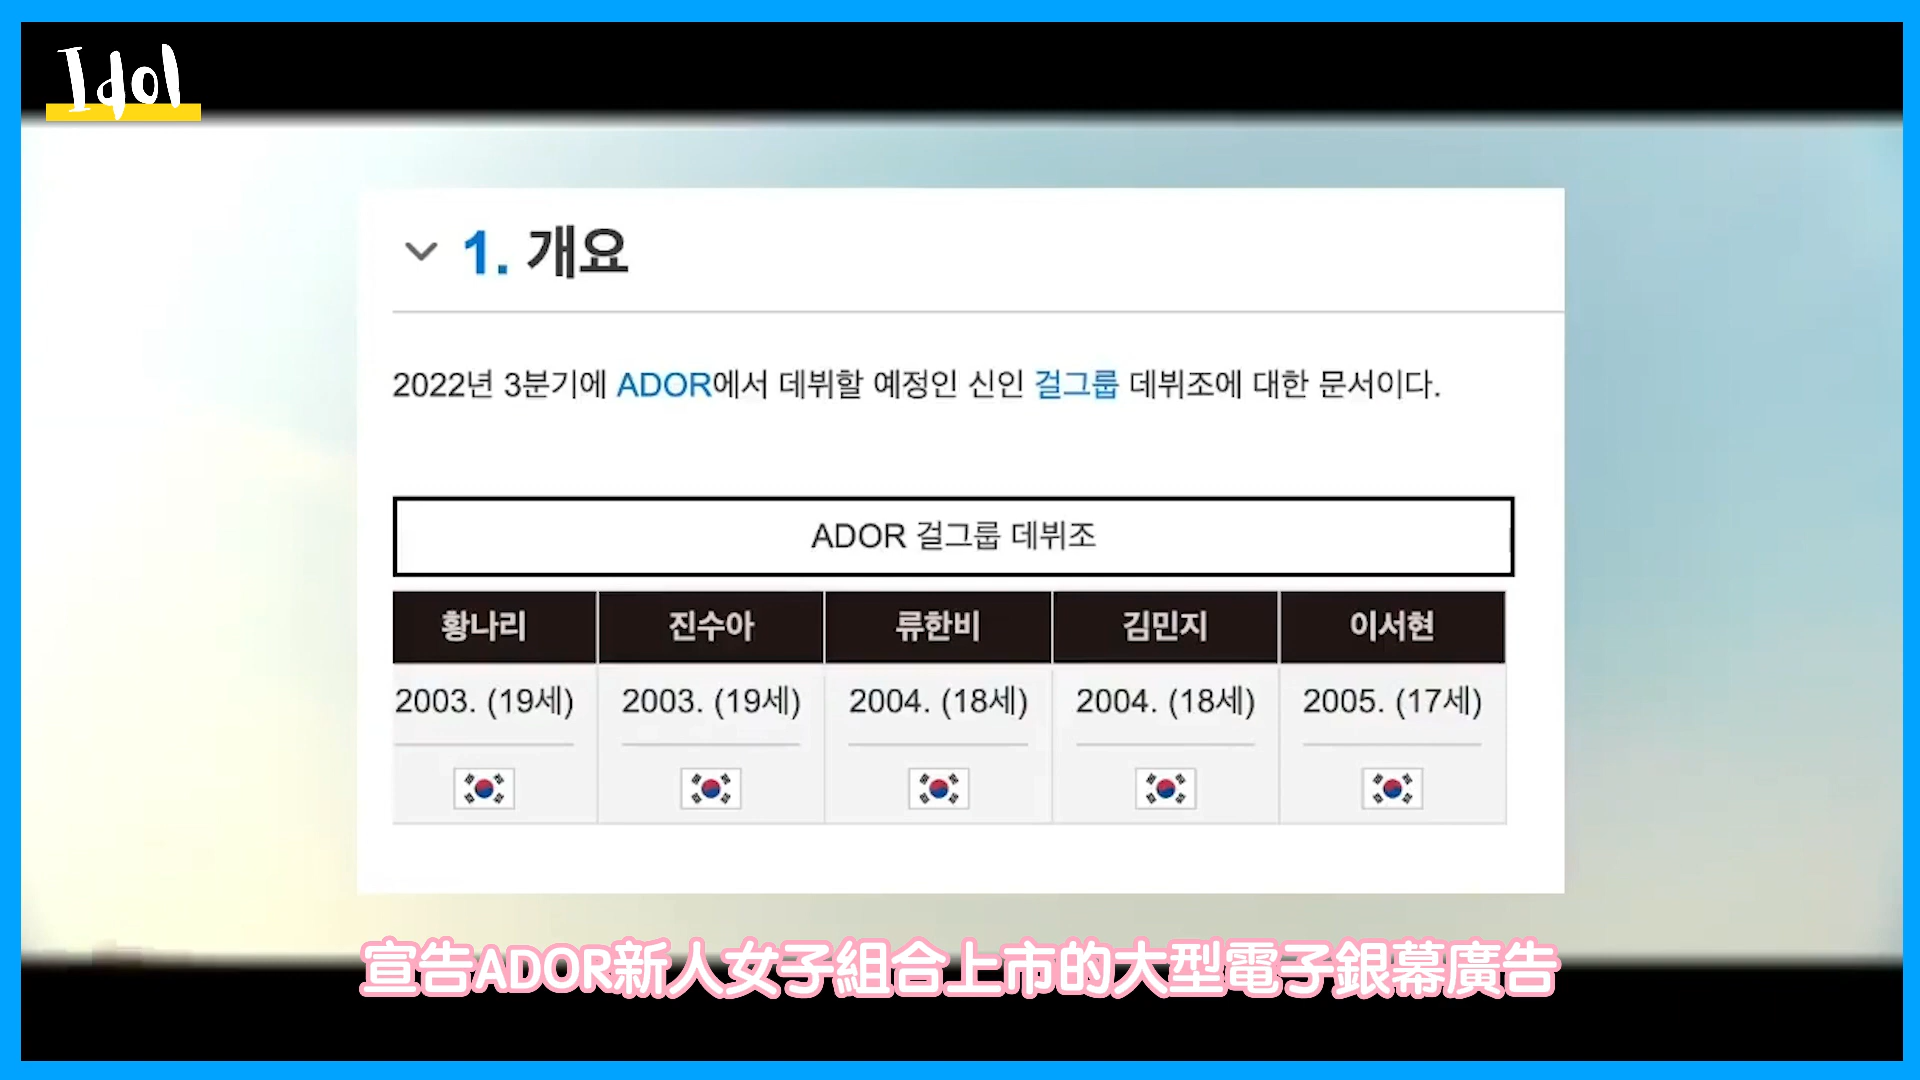 Idol
1. 개요
2022년 3분기에 ADOR에서 데뷔할 예정인 신인 걸그룹 데뷔조에 대한 문서이다.
ADOR 걸그룹 데뷔조
황나리 진수아 류한비 김민지 이서현
2003. (19세) 2003. (19세) 2004. (18세) 2004. (18세) 2005. (17세)
宣告ADOR新人女子組合上市的大型電子銀幕廣告